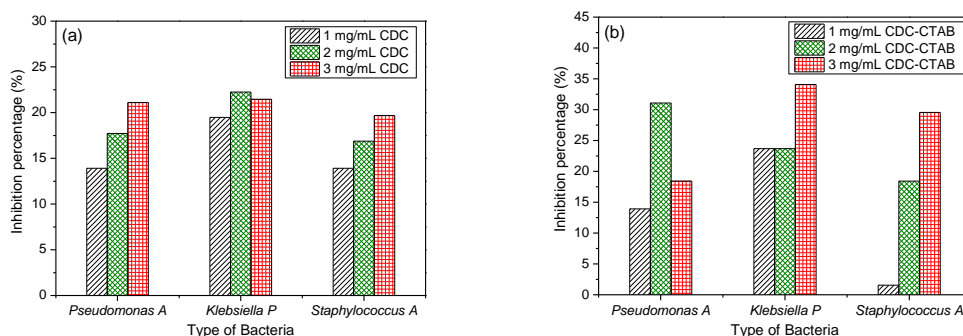 (a)
1 mg/mL CDC
2 mg/mL CDC
3 mg/mL CDC
30
25
20
15
10
5
0
Inhibition percentage (%)
Pseudomonas A Klebsiella P Staphylococcus A
Type of Bacteria
(b)
1 mg/mL CDC-CTAB
2 mg/mL CDC-CTAB
3 mg/mL CDC-CTAB
45
40
35
30
25
20
15
10
5
0
Inhibition percentage (%)
Pseudomonas A Klebsiella P Staphylococcus A
Type of Bacteria